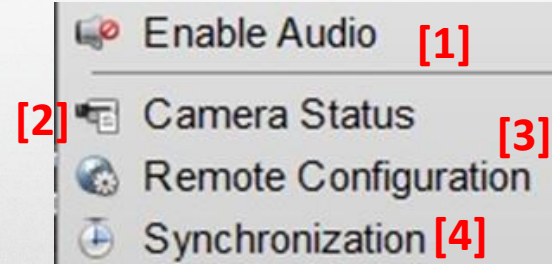 Enable Audio [1]
[2] Camera Status
[3]
Remote Configuration
Synchronization [4]